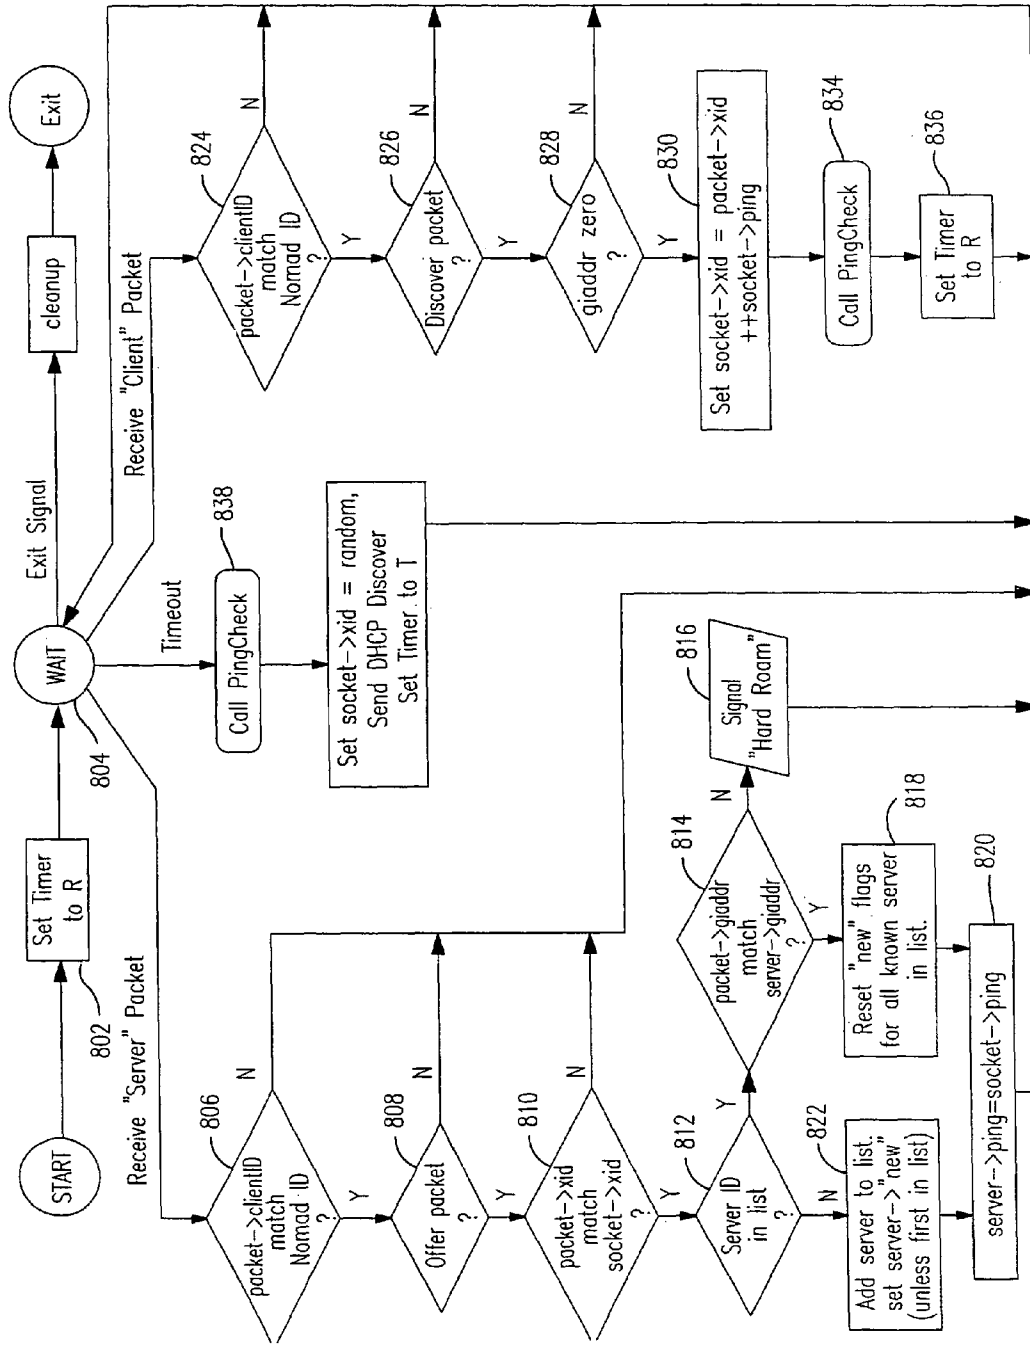 START
Set Timer
to R
802
WAIT
804
Exit Signal
cleanup
Exit
Receive "Server" Packet
Timeout
Receive "Client" Packet
packet->clientID
match
Nomad ID
?
806
N
Y
Offer packet
?
808
N
Y
packet->xid
match
socket->xid
?
810
N
Y
Server ID
in list
?
812
Y
N
packet->giaddr
match
server->giaddr
?
814
N
Y
Signal
"Hard Roam"
816
Reset "new" flags
for all known server
in list.
818
Add server to list.
set server->"new"
(unless first in list)
822
server->ping=socket->ping
820
Call PingCheck
838
Set socket->xid = random,
Send DHCP Discover
Set Timer to T
packet->clientID
match
Nomad ID
?
824
N
Y
Discover packet
?
826
N
Y
giaddr zero
?
828
N
Y
Set socket->xid = packet->xid
++socket->ping
830
Call PingCheck
834
Set Timer
to R
836